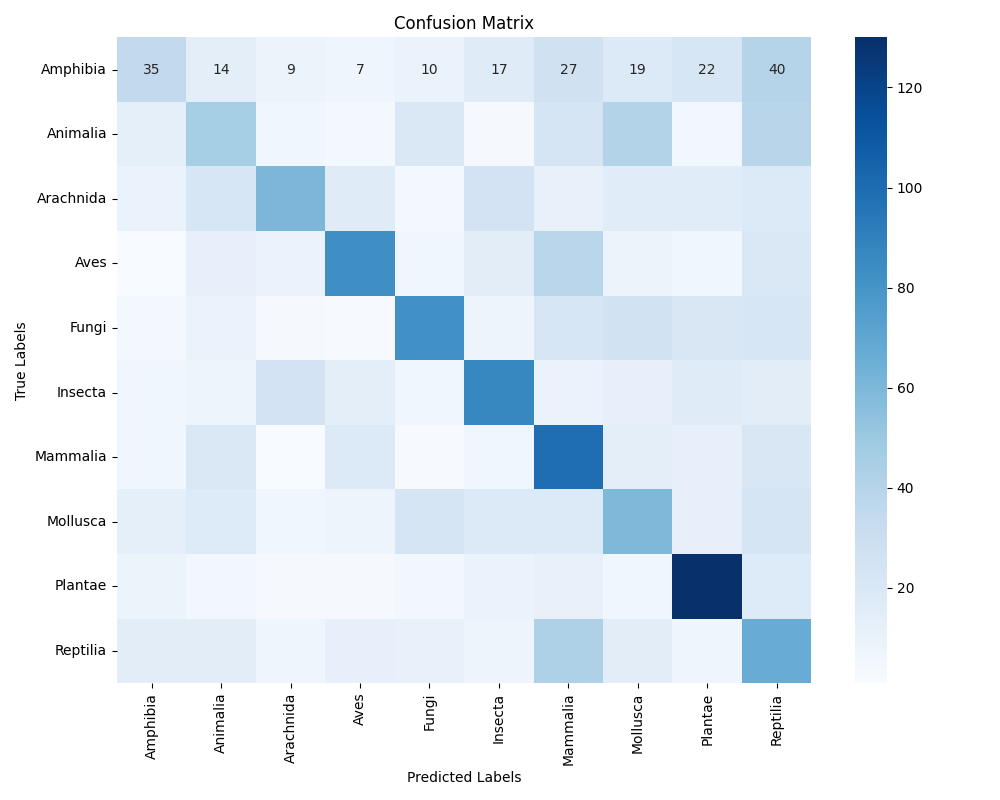 Confusion Matrix
True Labels
Amphibia 35 14 9 7 10 17 27 19 22 40
Animalia
Arachnida
Aves
Fungi
Insecta
Mammalia
Mollusca
Plantae
Reptilia
Amphibia Animalia Arachnida Aves Fungi Insecta Mammalia Mollusca Plantae Reptilia
Predicted Labels
120
100
80
60
40
20